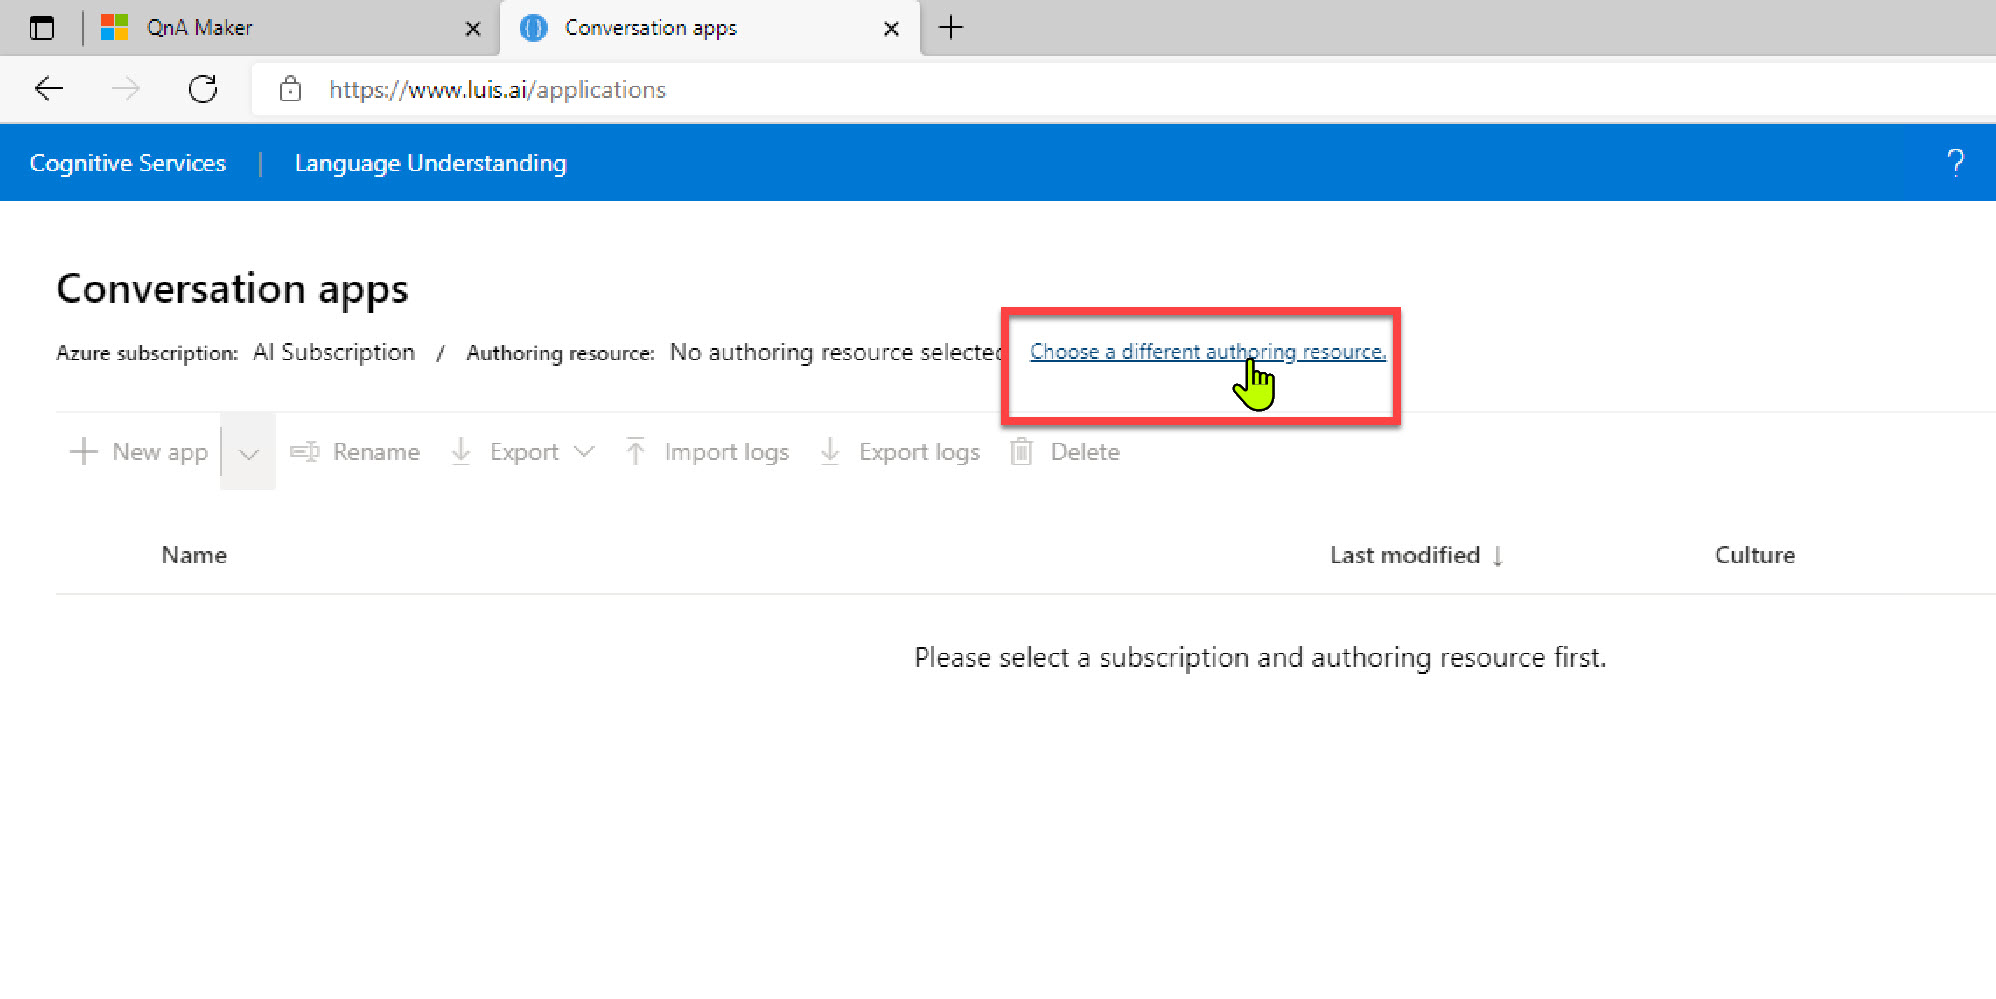 QnA Maker
Conversation apps
https://www.luis.ai/applications
Cognitive Services | Language Understanding ?
Conversation apps
Azure subscription: AI Subscription / Authoring resource: No authoring resource selected Choose a different authoring resource.
New app Rename Export Import logs Export logs Delete
Name Last modified ↓ Culture
Please select a subscription and authoring resource first.